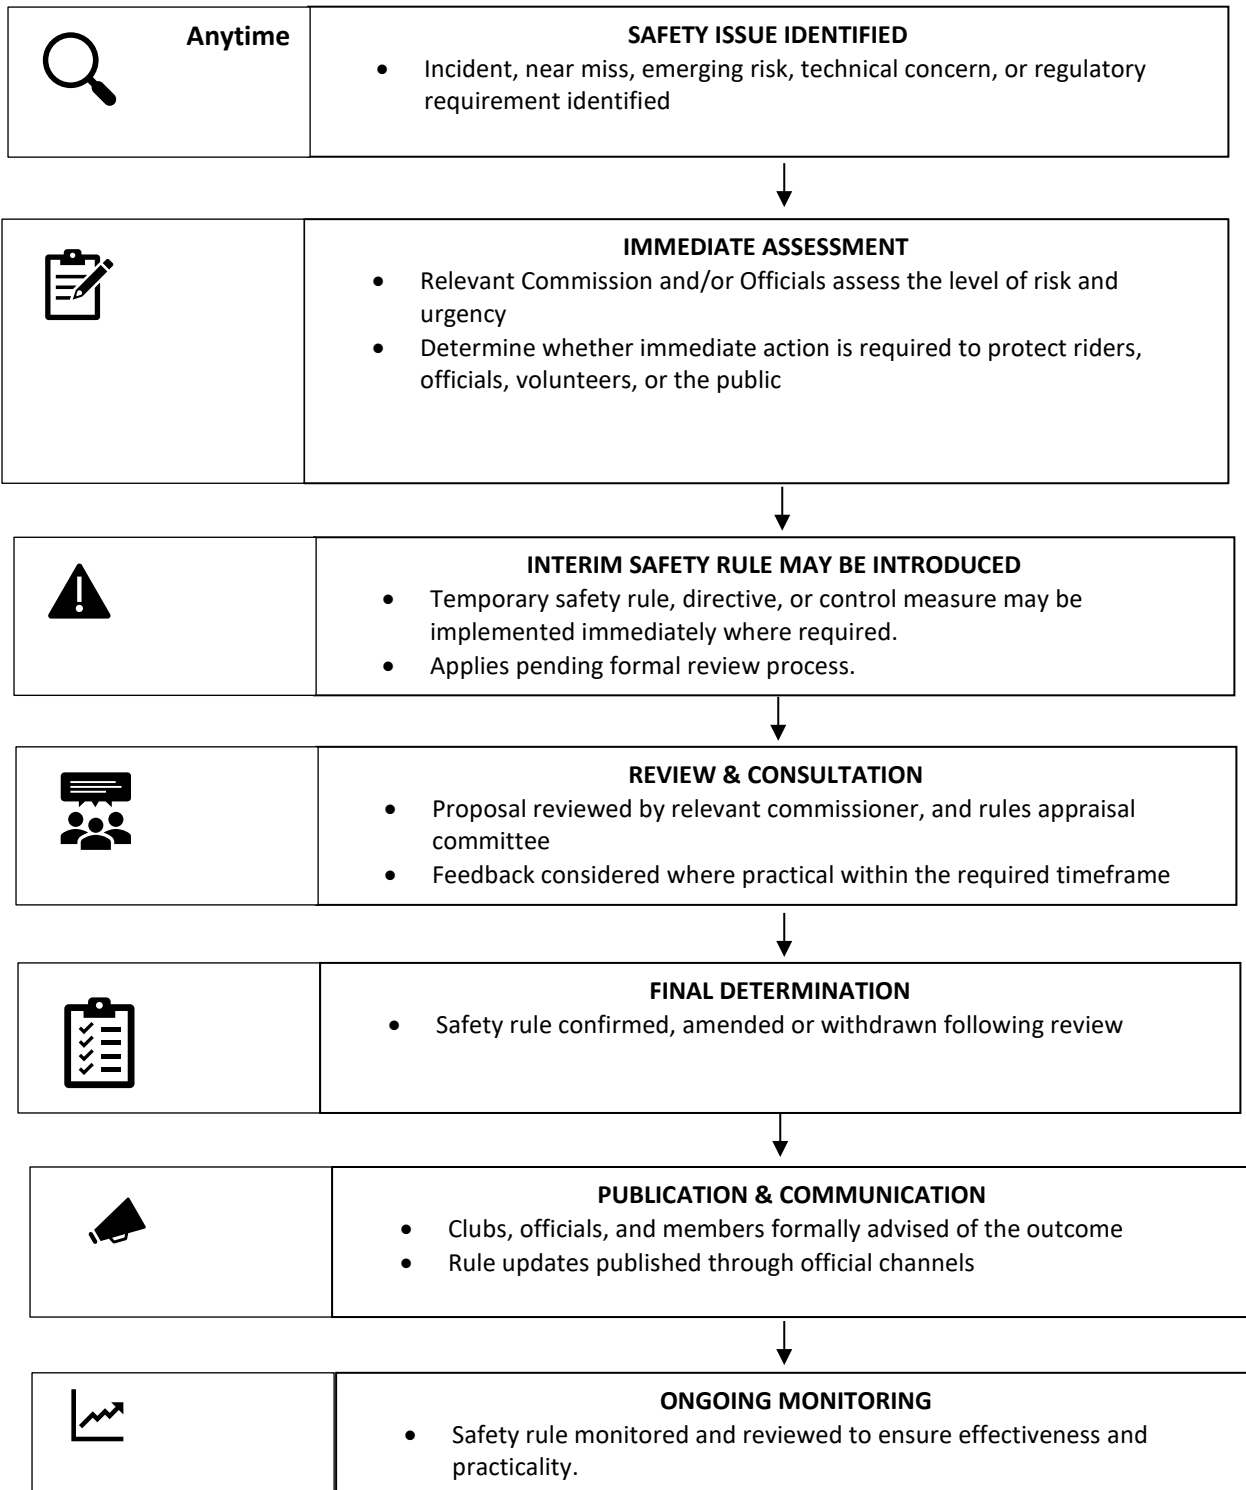 Anytime
SAFETY ISSUE IDENTIFIED
• Incident, near miss, emerging risk, technical concern, or regulatory
requirement identified
IMMEDIATE ASSESSMENT
• Relevant Commission and/or Officials assess the level of risk and
urgency
• Determine whether immediate action is required to protect riders,
officials, volunteers, or the public
INTERIM SAFETY RULE MAY BE INTRODUCED
• Temporary safety rule, directive, or control measure may be
implemented immediately where required.
• Applies pending formal review process.
REVIEW & CONSULTATION
• Proposal reviewed by relevant commissioner, and rules appraisal
committee
• Feedback considered where practical within the required timeframe
FINAL DETERMINATION
• Safety rule confirmed, amended or withdrawn following review
PUBLICATION & COMMUNICATION
• Clubs, officials, and members formally advised of the outcome
• Rule updates published through official channels
ONGOING MONITORING
• Safety rule monitored and reviewed to ensure effectiveness and
practicality.